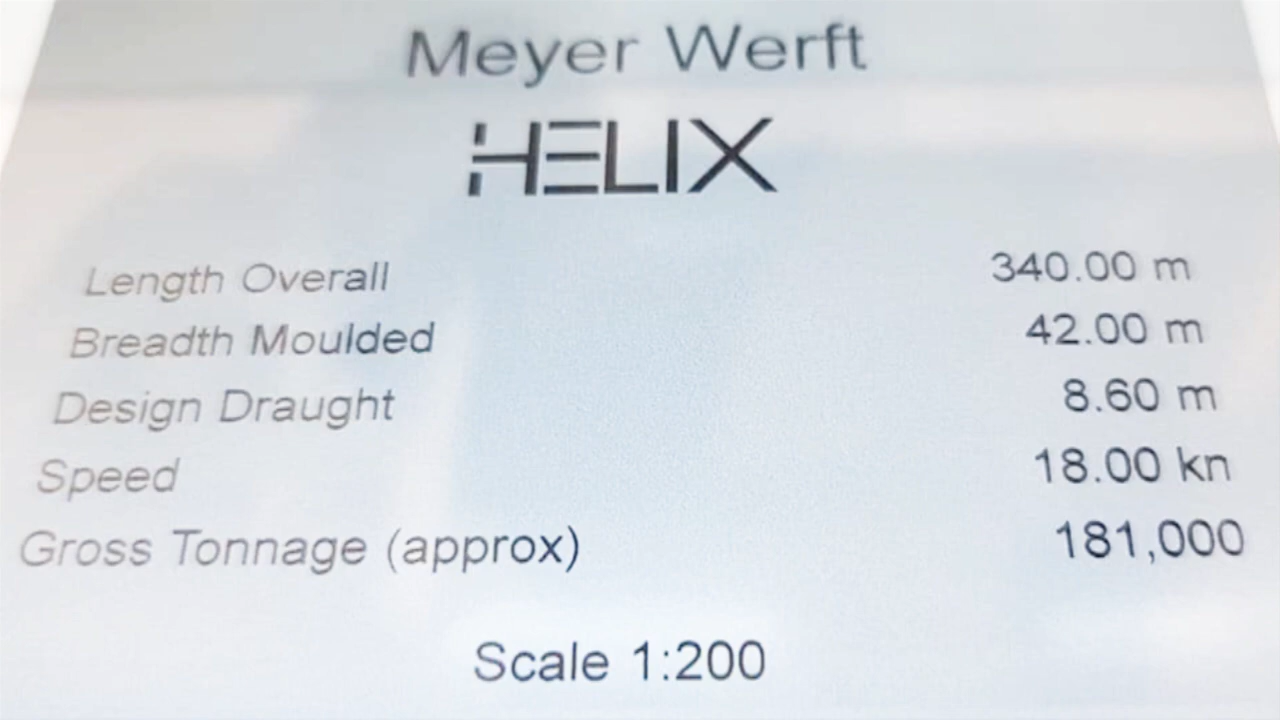 Meyer Werft
HELIX
Length Overall 340.00 m
Breadth Moulded 42.00 m
Design Draught 8.60 m
Speed 18.00 kn
Gross Tonnage (approx) 181,000
Scale 1:200